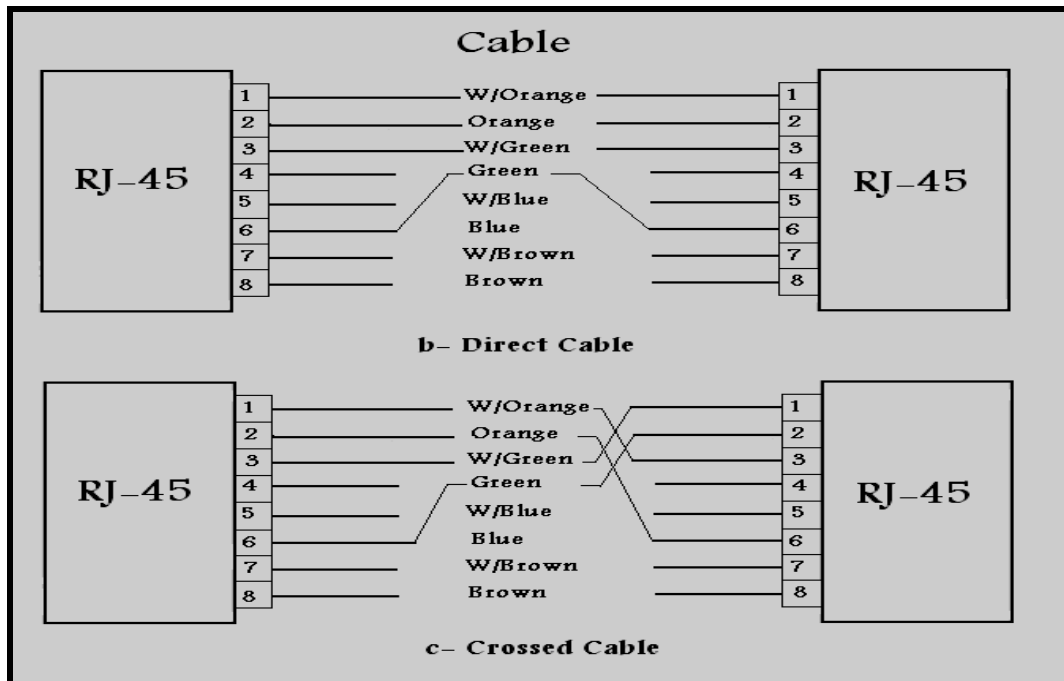 Cable
RJ-45
1 W/Orange 1
2 Orange 2
3 W/Green 3
4 Green 4
5 W/Blue 5
6 Blue 6
7 W/Brown 7
8 Brown 8
RJ-45
b- Direct Cable
RJ-45
1 W/Orange 1
2 Orange 2
3 W/Green 3
4 Green 4
5 W/Blue 5
6 Blue 6
7 W/Brown 7
8 Brown 8
RJ-45
c- Crossed Cable